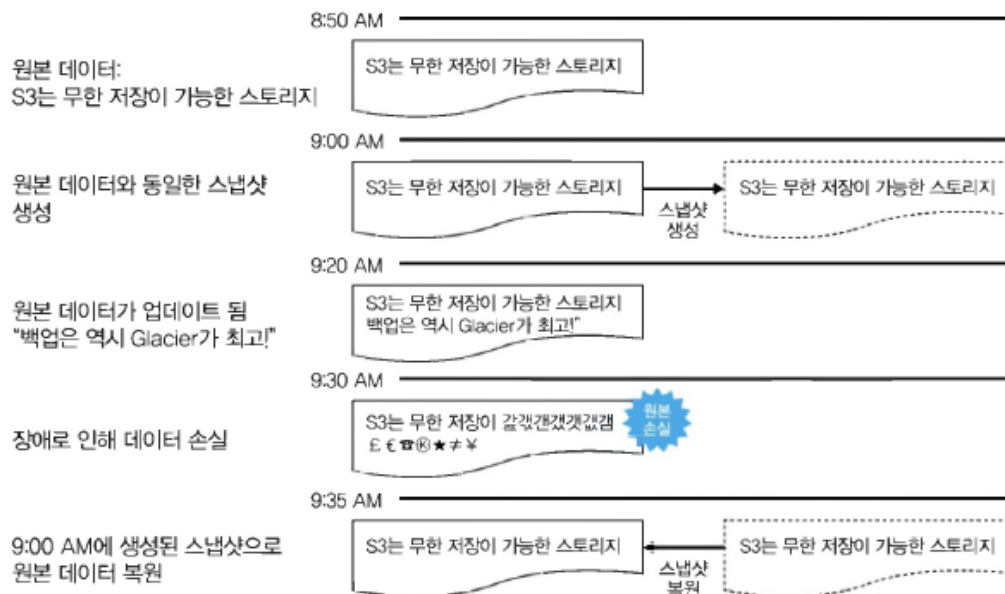 8:50 AM
원본 데이터:
S3는 무한 저장이 가능한 스토리지
S3는 무한 저장이 가능한 스토리지
9:00 AM
원본 데이터와 동일한 스냅샷
생성
S3는 무한 저장이 가능한 스토리지
스냅샷
생성
S3는 무한 저장이 가능한 스토리지
9:20 AM
원본 데이터가 업데이트 됨
“백업은 역시 Glacier가 최고!”
S3는 무한 저장이 가능한 스토리지
백업은 역시 Glacier가 최고!”
9:30 AM
장애로 인해 데이터 손실
S3는 무한 저장이
£€☎®★≠¥
원본
손실
9:35 AM
9:00 AM에 생성된 스냅샷으로
원본 데이터 복원
S3는 무한 저장이 가능한 스토리지
스냅샷
복원
S3는 무한 저장이 가능한 스토리지